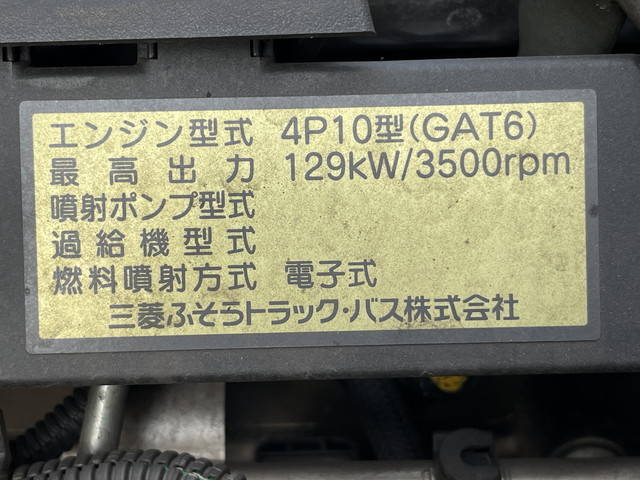 エンジン型式 4P10型(GAT6)
最高出力 129kW/3500rpm
噴射ポンプ型式
過給機型式
燃料噴射方式 電子式
三菱ふそうトラック・バス株式会社